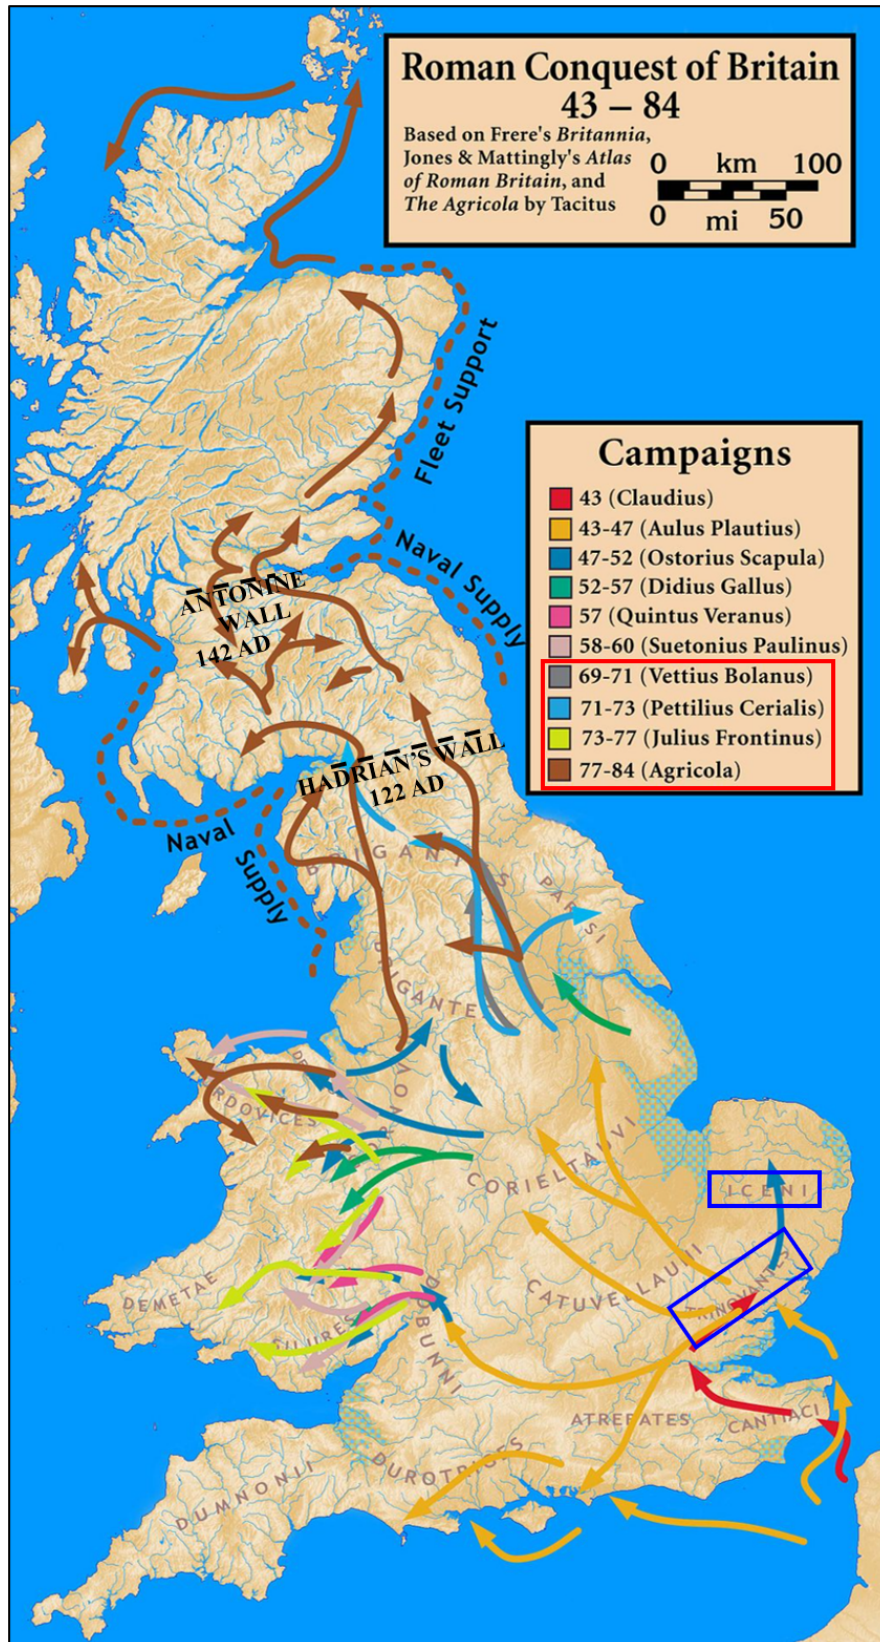 Roman Conquest of Britain
43 – 84
Based on Frere's Britannia,
Jones & Mattingly's Atlas
of Roman Britain, and
The Agricola by Tacitus
0 km 100
0 mi 50
Fleet Support
Campaigns
43 (Claudius)
43-47 (Aulus Plautius)
47-52 (Ostorius Scapula)
52-57 (Didius Gallus)
57 (Quintus Veranus)
58-60 (Suetonius Paulinus)
69-71 (Vettius Bolanus)
71-73 (Pettilius Cerialis)
73-77 (Julius Frontinus)
77-84 (Agricola)
Naval Supply
ANTONINE
WALL
142 AD
HADRIAN'S WALL
122 AD
Naval
Supply
BRIGANTES
PARISI
BRIGANTES
ORDOVICES
CORIELTAUVI
ICENI
CATUVELLAUNI
TRINOVANTES
DEMETAE
SILURES
DOBUNNI
ATREBATES
CANTIACI
DUROTRIGES
DUMNONII